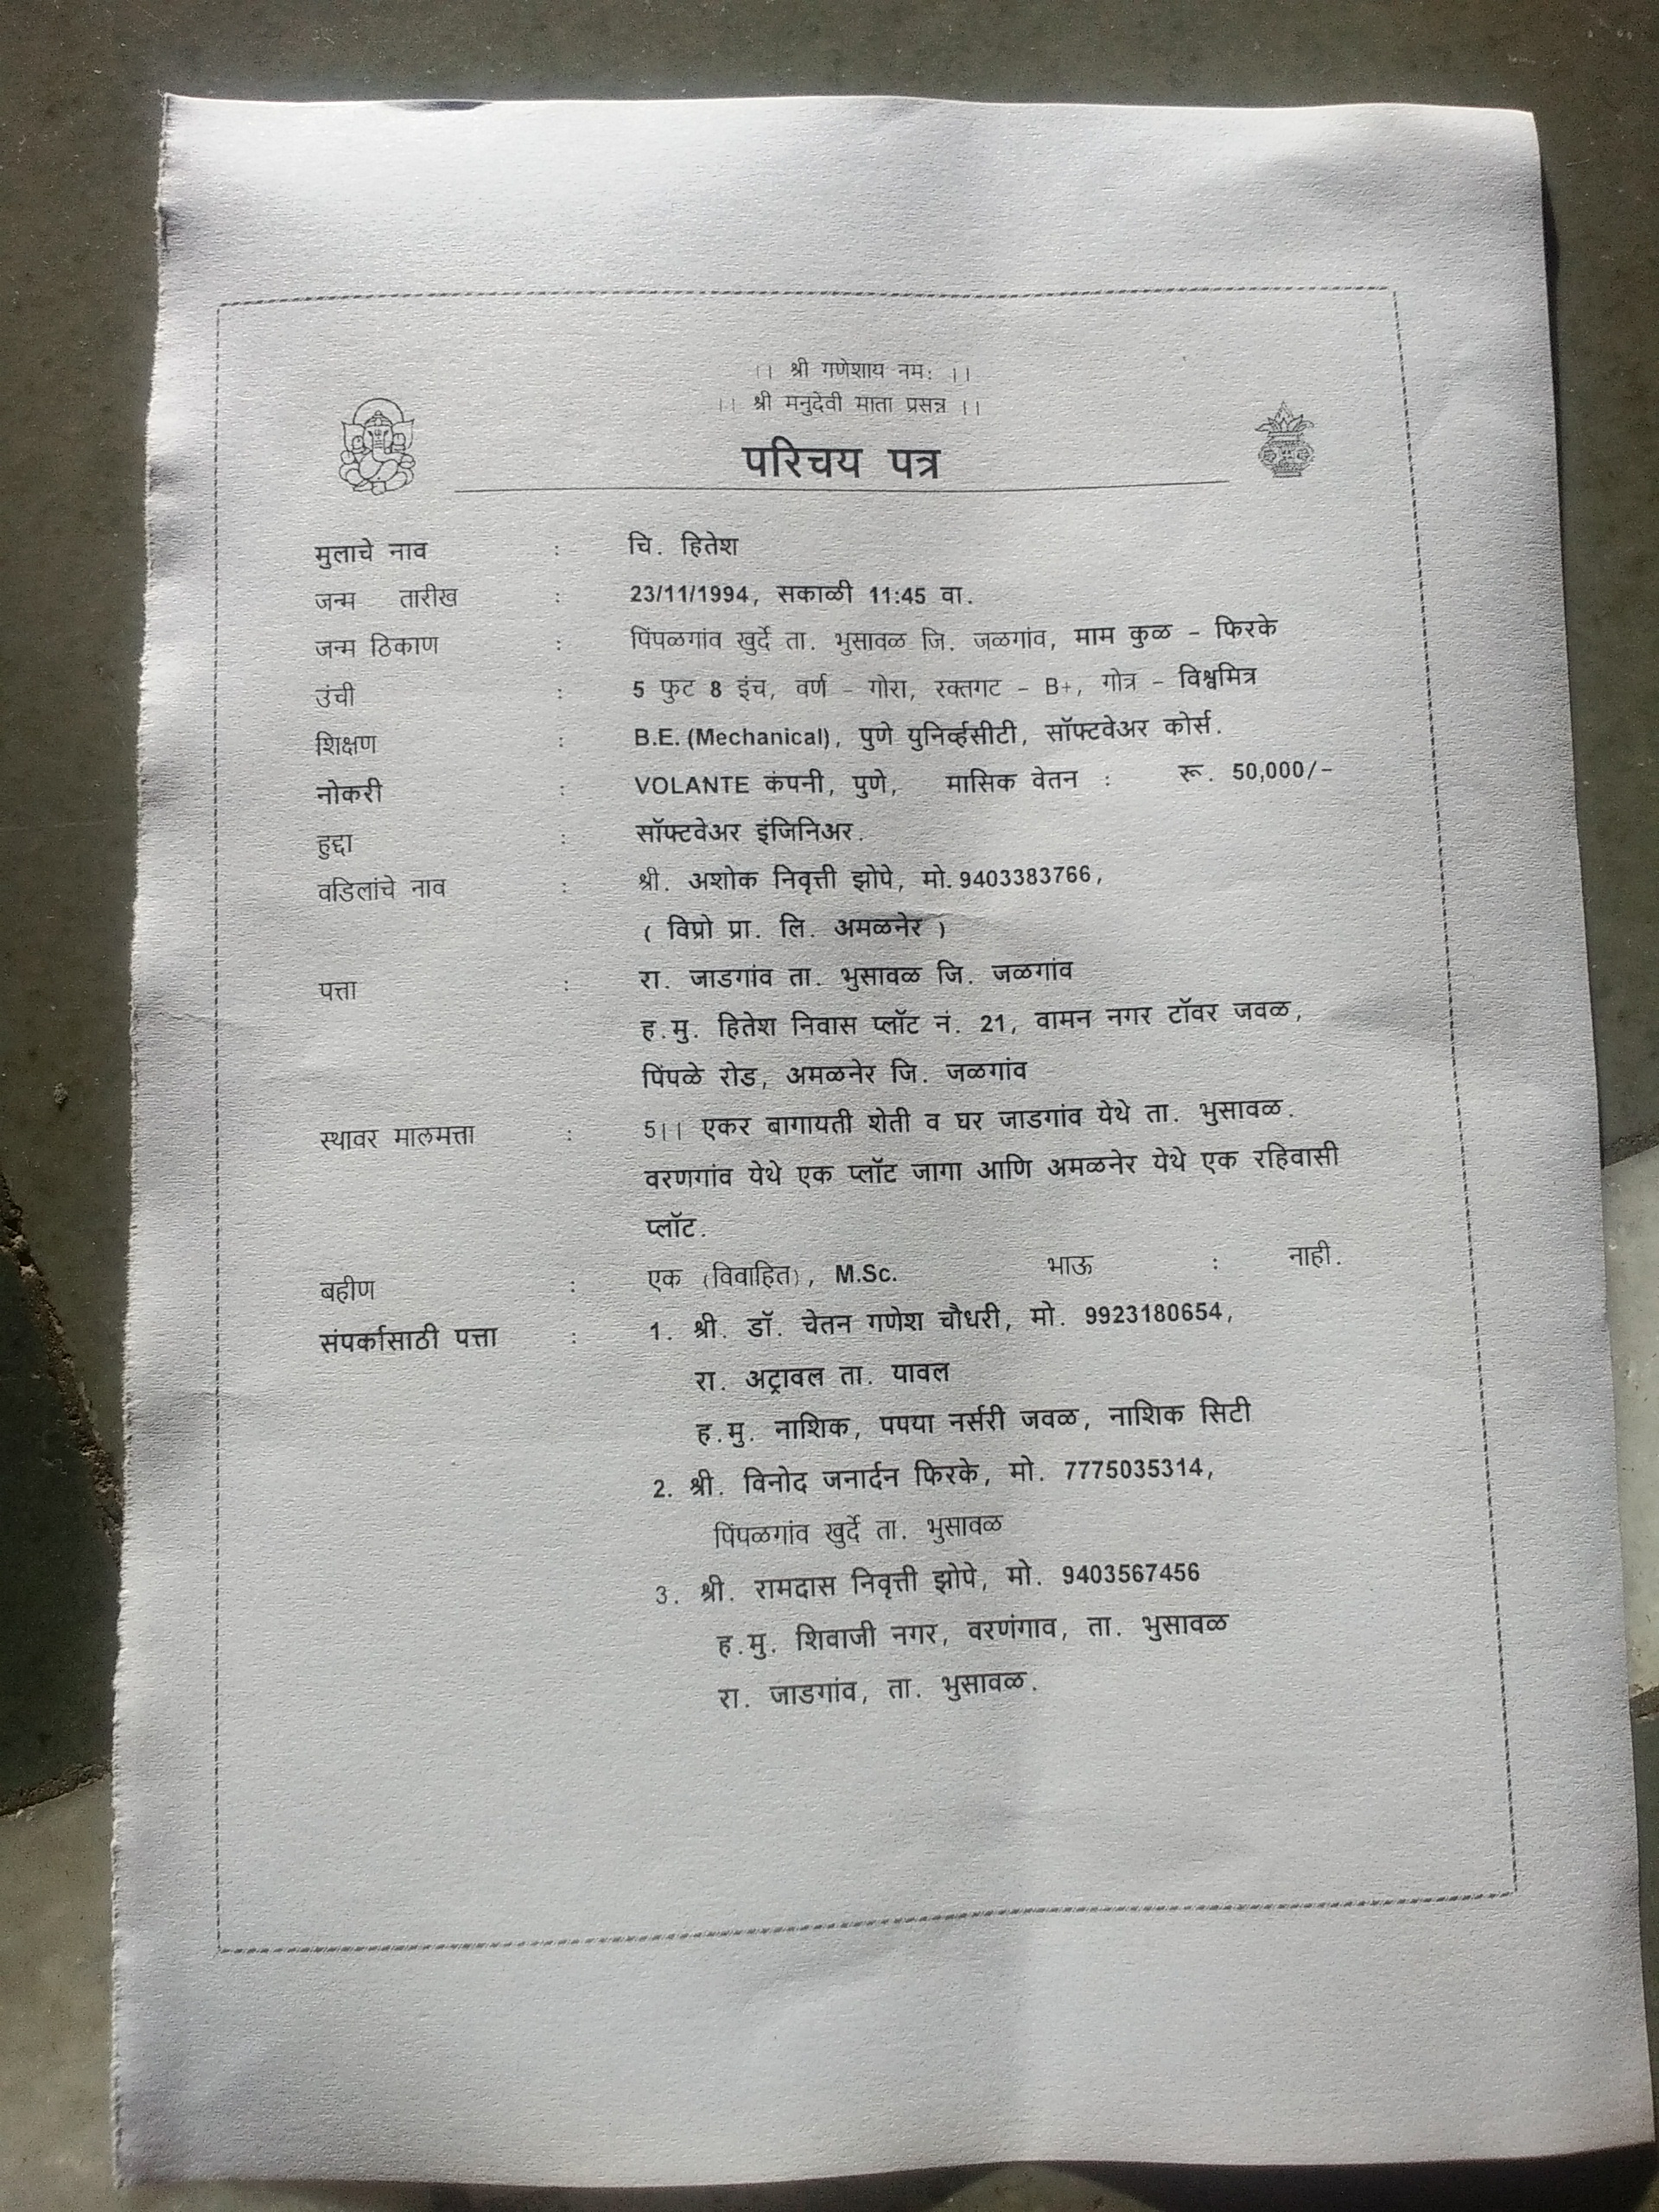 ।। श्री गणेशाय नमः ।।
।। श्री मनुदेवी माता प्रसन्न ।।
परिचय पत्र
मुलाचे नाव : चि. हितेश
जन्म तारीख : 23/11/1994, सकाळी 11:45 वा.
जन्म ठिकाण : पिंपळगांव खुर्दे ता. भुसावळ जि. जळगांव, माम कुळ – फिरके
उंची : 5 फुट 8 इंच, वर्ण – गोरा, रक्तगट – B+, गोत्र – विश्वमित्र
शिक्षण : B.E. (Mechanical), पुणे युनिर्व्हसीटी, सॉफ्टवेअर कोर्स.
नोकरी : VOLANTE कंपनी, पुणे, मासिक वेतन : रू. 50,000/-
हुद्दा : सॉफ्टवेअर इंजिनिअर.
वडिलांचे नाव : श्री. अशोक निवृत्ती झोपे, मो. 9403383766,
( विप्रो प्रा. लि. अमळनेर )
पत्ता : रा. जाडगांव ता. भुसावळ जि. जळगांव
ह.मु. हितेश निवास प्लॉट नं. 21, वामन नगर टॉवर जवळ,
पिंपळे रोड, अमळनेर जि. जळगांव
स्थावर मालमत्ता : 5।। एकर बागायती शेती व घर जाडगांव येथे ता. भुसावळ.
वरणगांव येथे एक प्लॉट जागा आणि अमळनेर येथे एक रहिवासी
प्लॉट.
बहीण : एक (विवाहित), M.Sc. भाऊ : नाही.
संपर्कासाठी पत्ता : 1. श्री. डॉ. चेतन गणेश चौधरी, मो. 9923180654,
रा. अट्रावल ता. यावल
ह.मु. नाशिक, पपया नर्सरी जवळ, नाशिक सिटी
2. श्री. विनोद जनार्दन फिरके, मो. 7775035314,
पिंपळगांव खुर्दे ता. भुसावळ
3. श्री. रामदास निवृत्ती झोपे, मो. 9403567456
ह.मु. शिवाजी नगर, वरणंगाव, ता. भुसावळ
रा. जाडगांव, ता. भुसावळ.